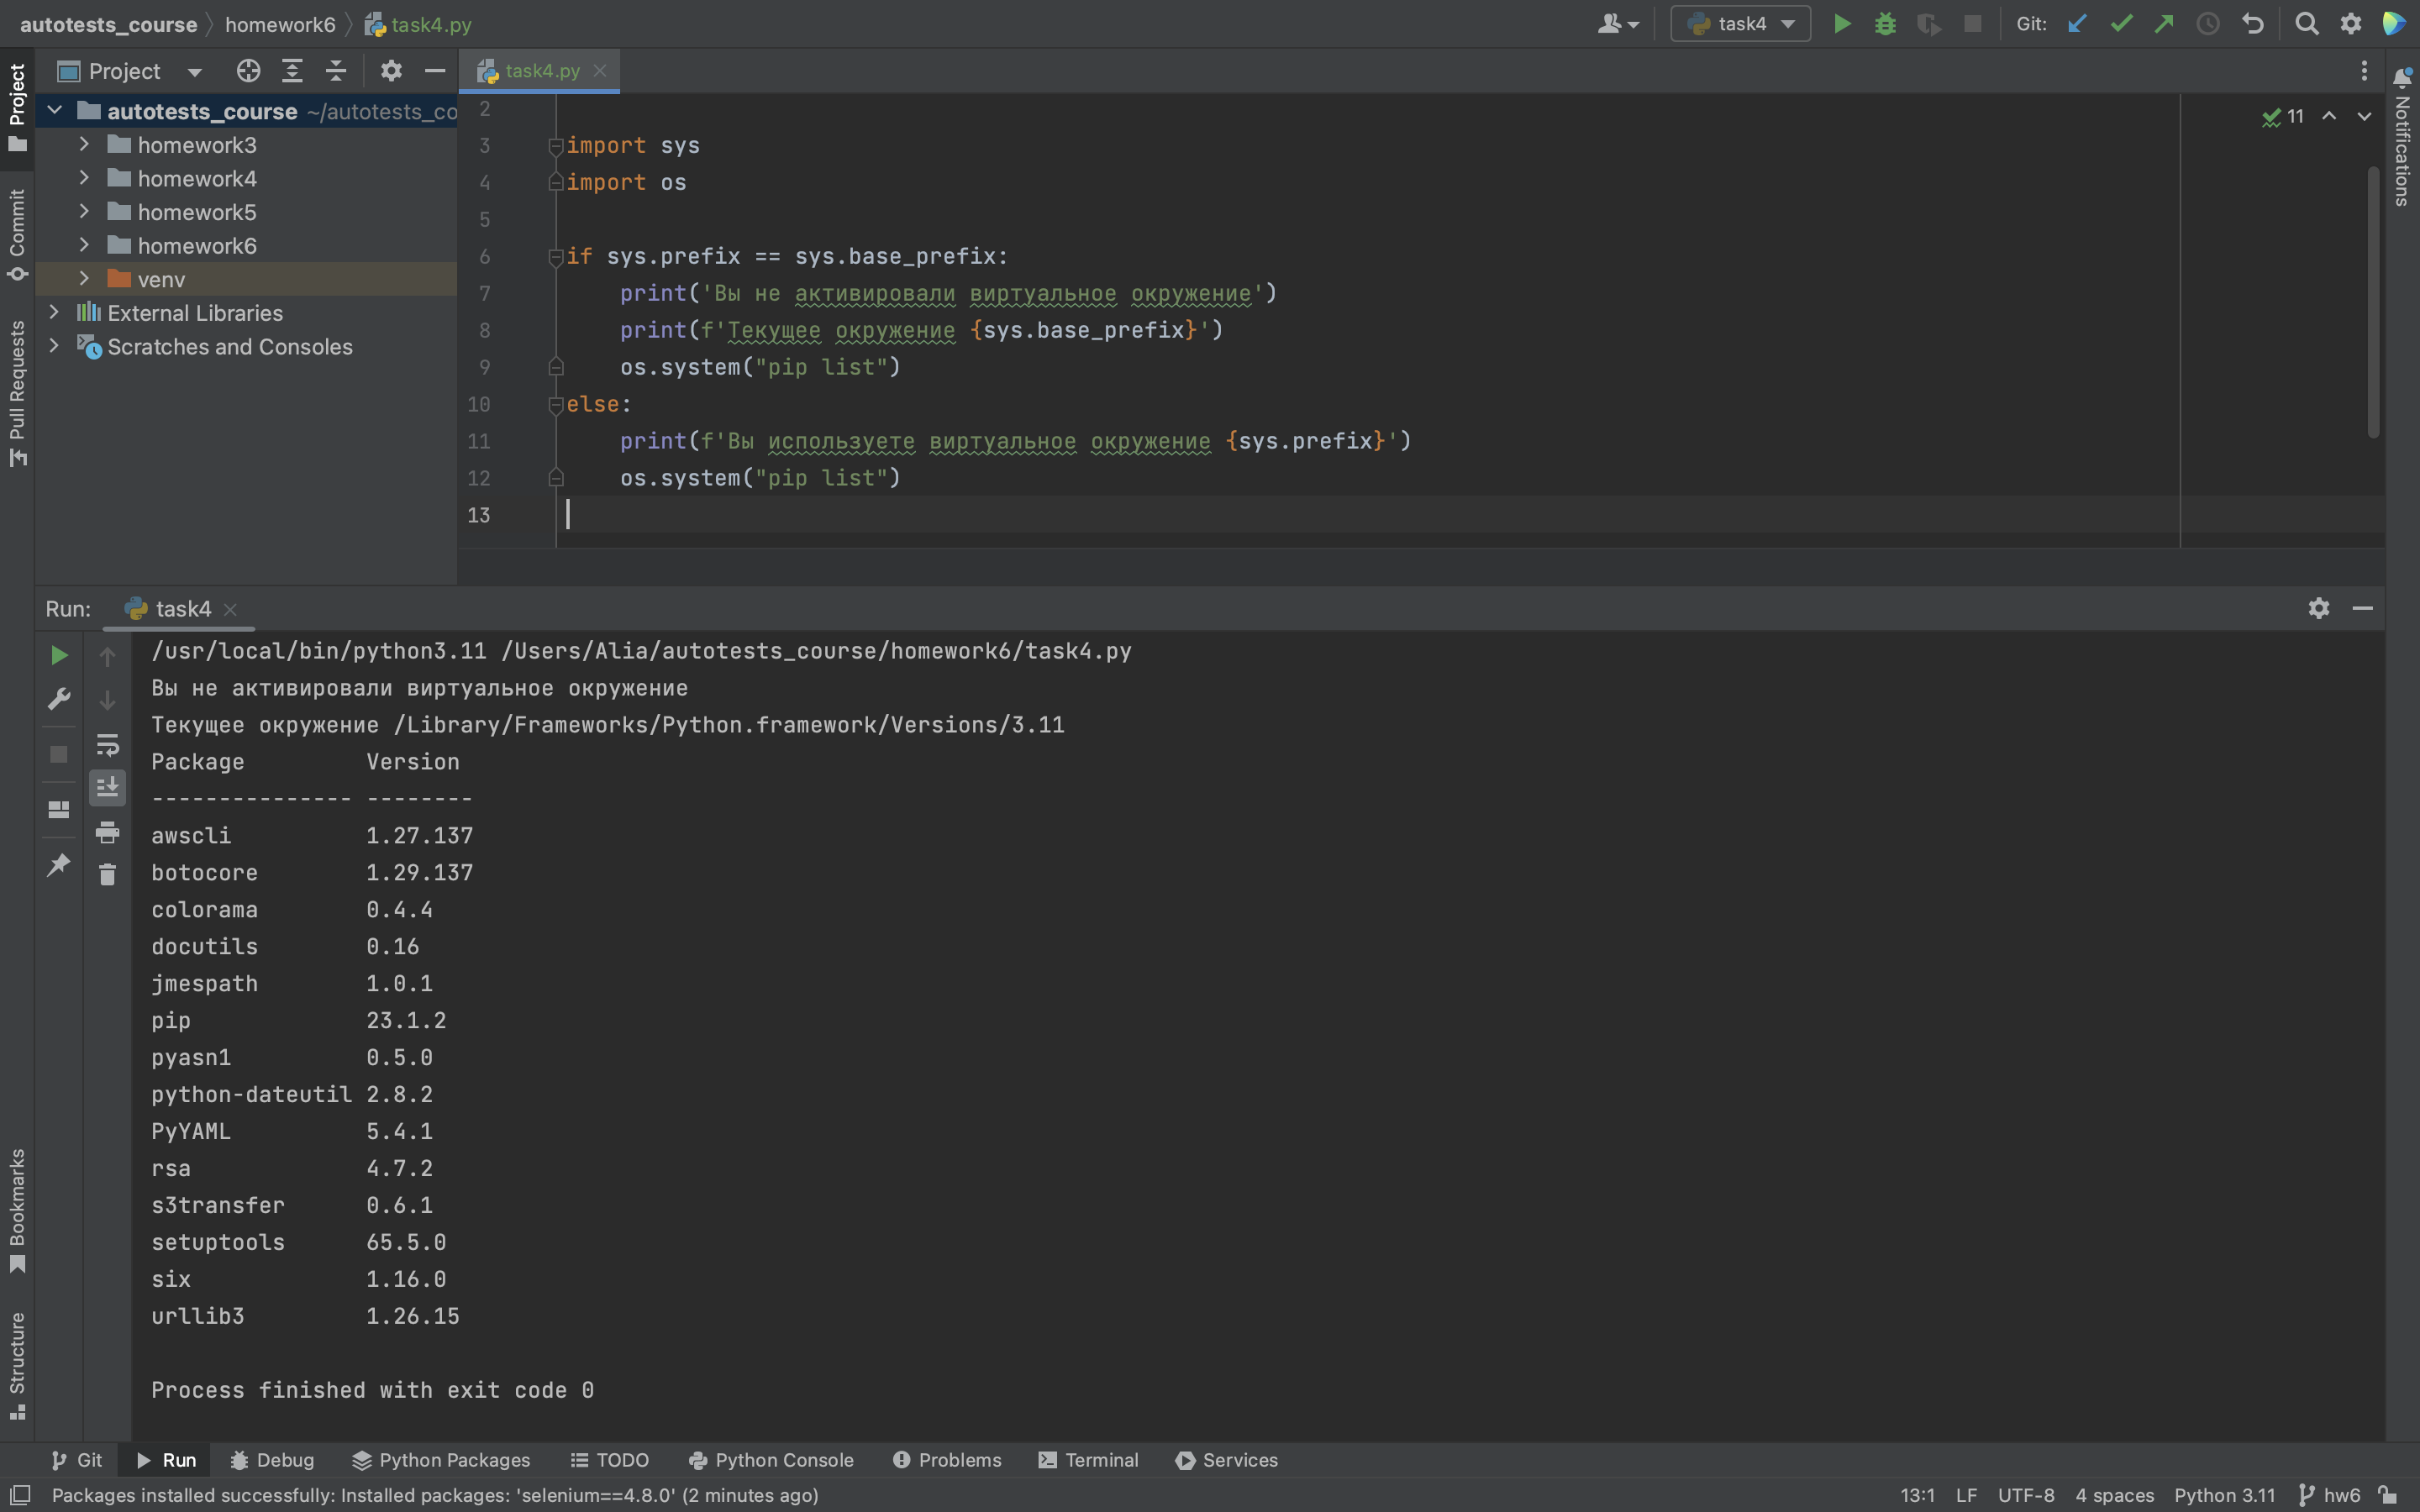 autotests_course homework6 task4.py
task4
Git:
Project
task4.py
autotests_course ~/autotests_co
homework3
homework4
homework5
homework6
venv
External Libraries
Scratches and Consoles
Project
Commit
Pull Requests
Bookmarks
Structure
2
3 import sys
4 import os
5
6 if sys.prefix == sys.base_prefix:
7 print('Вы не активировали виртуальное окружение')
8 print(f'Текущее окружение {sys.base_prefix}')
9 os.system("pip list")
10 else:
11 print(f'Вы используете виртуальное окружение {sys.prefix}')
12 os.system("pip list")
13
11
Notifications
Run: task4
/usr/local/bin/python3.11 /Users/Alia/autotests_course/homework6/task4.py
Вы не активировали виртуальное окружение
Текущее окружение /Library/Frameworks/Python.framework/Versions/3.11
Package Version
--------------- --------
awscli 1.27.137
botocore 1.29.137
colorama 0.4.4
docutils 0.16
jmespath 1.0.1
pip 23.1.2
pyasn1 0.5.0
python-dateutil 2.8.2
PyYAML 5.4.1
rsa 4.7.2
s3transfer 0.6.1
setuptools 65.5.0
six 1.16.0
urllib3 1.26.15
Process finished with exit code 0
Git Run Debug Python Packages TODO Python Console Problems Terminal Services
Packages installed successfully: Installed packages: 'selenium==4.8.0' (2 minutes ago)
13:1 LF UTF-8 4 spaces Python 3.11 hw6